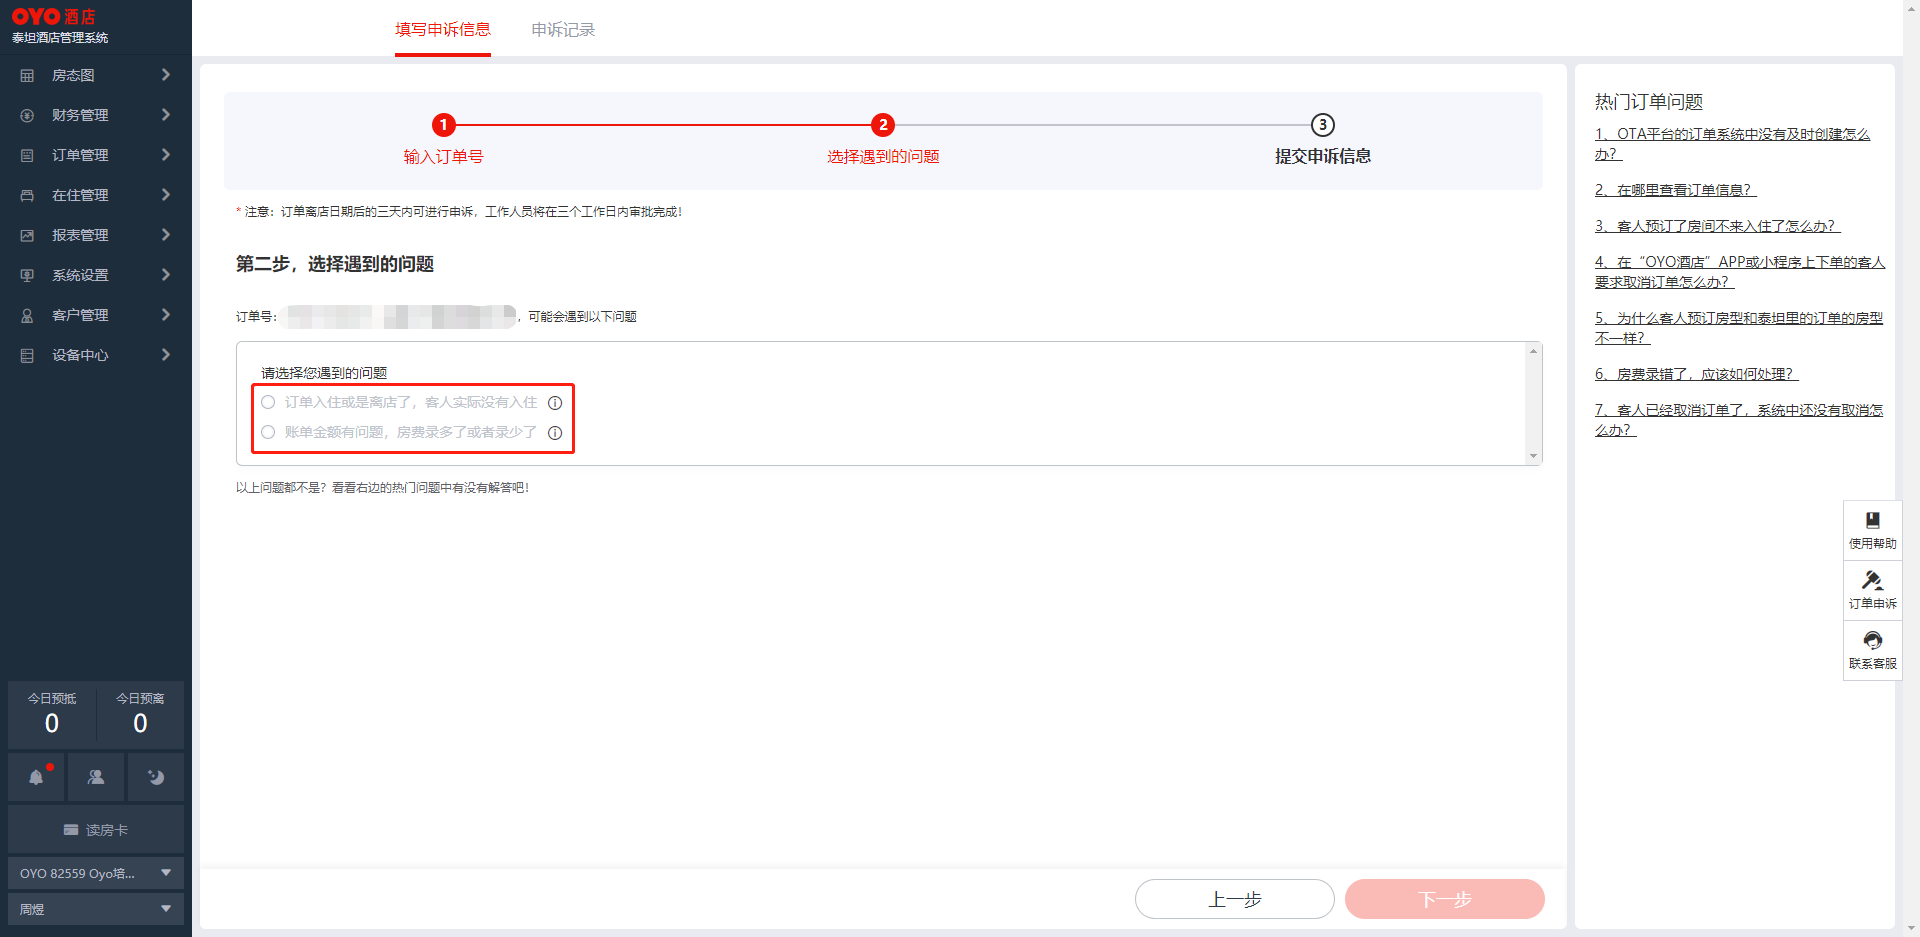 OYO 酒店
泰坦酒店管理系统
房态图
财务管理
订单管理
在住管理
报表管理
系统设置
客户管理
设备中心
今日预抵
0
今日预离
0
读房卡
OYO 82559 Oyo培...
周煜
填写申诉信息
申诉记录
1
输入订单号
2
选择遇到的问题
3
提交申诉信息
* 注意：订单离店日期后的三天内可进行申诉，工作人员将在三个工作日内审批完成！
第二步，选择遇到的问题
订单号:
，可能会遇到以下问题
请选择您遇到的问题
订单入住或是离店了，客人实际没有入住
账单金额有问题，房费录多了或者录少了
以上问题都不是？看看右边的热门问题中有没有解答吧！
上一步
下一步
热门订单问题
1、OTA平台的订单系统中没有及时创建怎么
办？
2、在哪里查看订单信息？
3、客人预订了房间不来入住了怎么办？
4、在“OYO酒店”APP或小程序上下单的客人
要求取消订单怎么办？
5、为什么客人预订房型和泰坦里的订单的房型
不一样？
6、房费录错了，应该如何处理？
7、客人已经取消订单了，系统中还没有取消怎
么办？
使用帮助
订单申诉
联系客服